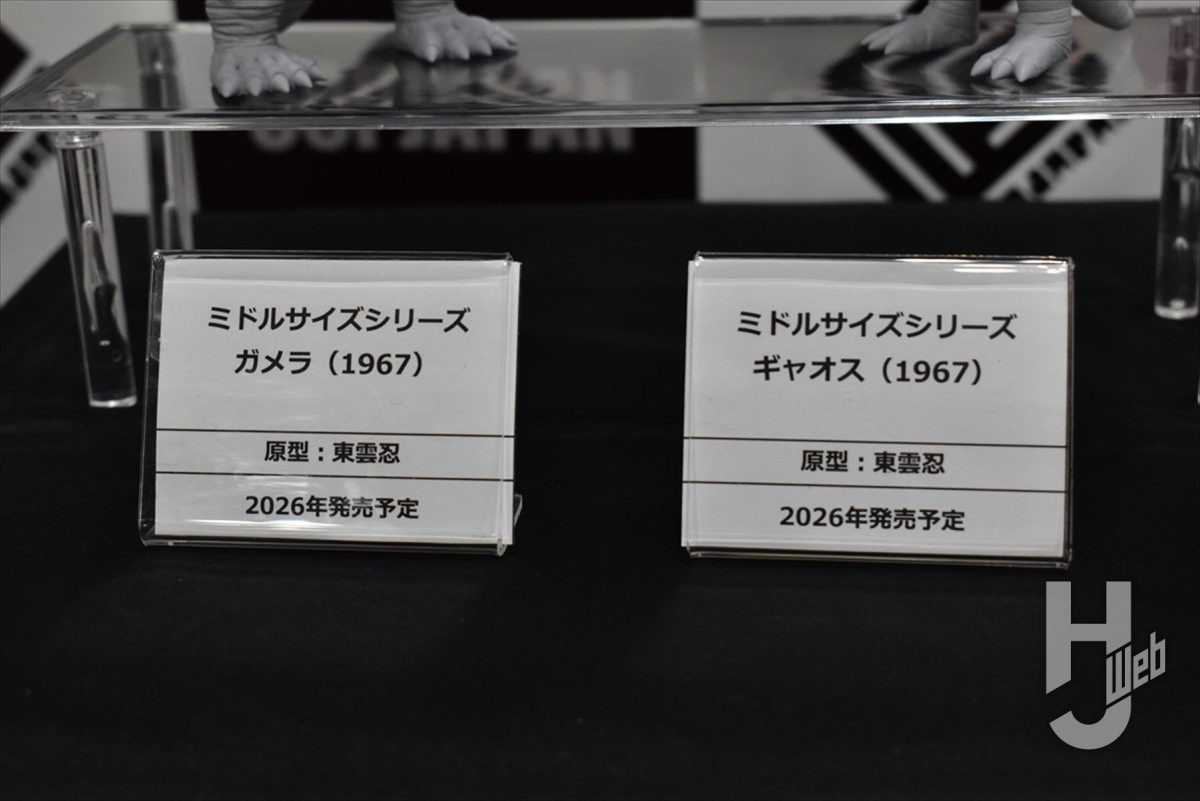 ミドルサイズシリーズ
ガメラ（1967）
原型：東雲忍
2026年発売予定
ミドルサイズシリーズ
ギャオス（1967）
原型：東雲忍
2026年発売予定
HJ Web